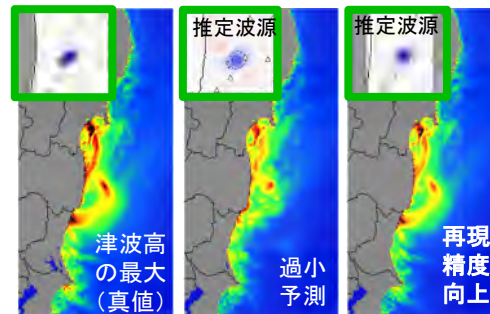 推定波源
推定波源
津波高
の最大
（真値）
過小
予測
再現
精度
向上